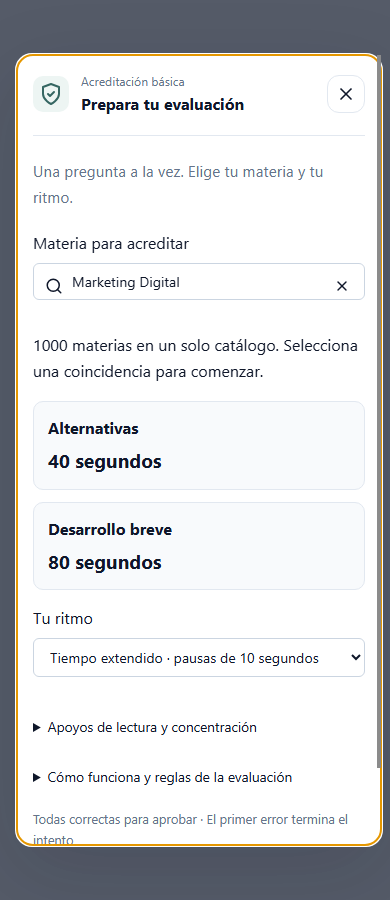 Acreditación básica
Prepara tu evaluación
Una pregunta a la vez. Elige tu materia y tu
ritmo.
Materia para acreditar
Marketing Digital
1000 materias en un solo catálogo. Selecciona
una coincidencia para comenzar.
Alternativas
40 segundos
Desarrollo breve
80 segundos
Tu ritmo
Tiempo extendido · pausas de 10 segundos
Apoyos de lectura y concentración
Cómo funciona y reglas de la evaluación
Todas correctas para aprobar · El primer error termina el
intento